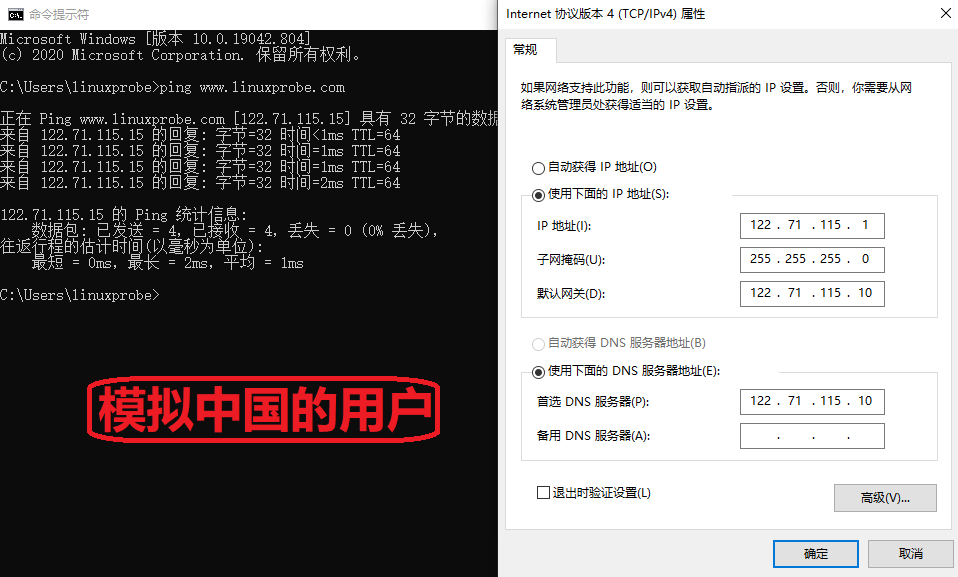 命令提示符
Microsoft Windows [版本 10.0.19042.804]
(c) 2020 Microsoft Corporation. 保留所有权利。
C:\Users\linuxprobe>ping www.linuxprobe.com
正在 Ping www.linuxprobe.com [122.71.115.15] 具有 32 字节的数据
来自 122.71.115.15 的回复: 字节=32 时间<1ms TTL=64
来自 122.71.115.15 的回复: 字节=32 时间=1ms TTL=64
来自 122.71.115.15 的回复: 字节=32 时间=1ms TTL=64
来自 122.71.115.15 的回复: 字节=32 时间=2ms TTL=64
122.71.115.15 的 Ping 统计信息:
数据包: 已发送 = 4，已接收 = 4，丢失 = 0 (0% 丢失)，
往返行程的估计时间(以毫秒为单位):
最短 = 0ms，最长 = 2ms，平均 = 1ms
C:\Users\linuxprobe>
模拟中国的用户
Internet 协议版本 4 (TCP/IPv4) 属性
常规
如果网络支持此功能，则可以获取自动指派的 IP 设置。否则，你需要从网
络系统管理员处获得适当的 IP 设置。
自动获得 IP 地址(O)
使用下面的 IP 地址(S):
IP 地址(I): 122 . 71 . 115 . 1
子网掩码(U): 255 . 255 . 255 . 0
默认网关(D): 122 . 71 . 115 . 10
自动获得 DNS 服务器地址(B)
使用下面的 DNS 服务器地址(E):
首选 DNS 服务器(P): 122 . 71 . 115 . 10
备用 DNS 服务器(A): . . .
退出时验证设置(L)
高级(V)...
确定 取消